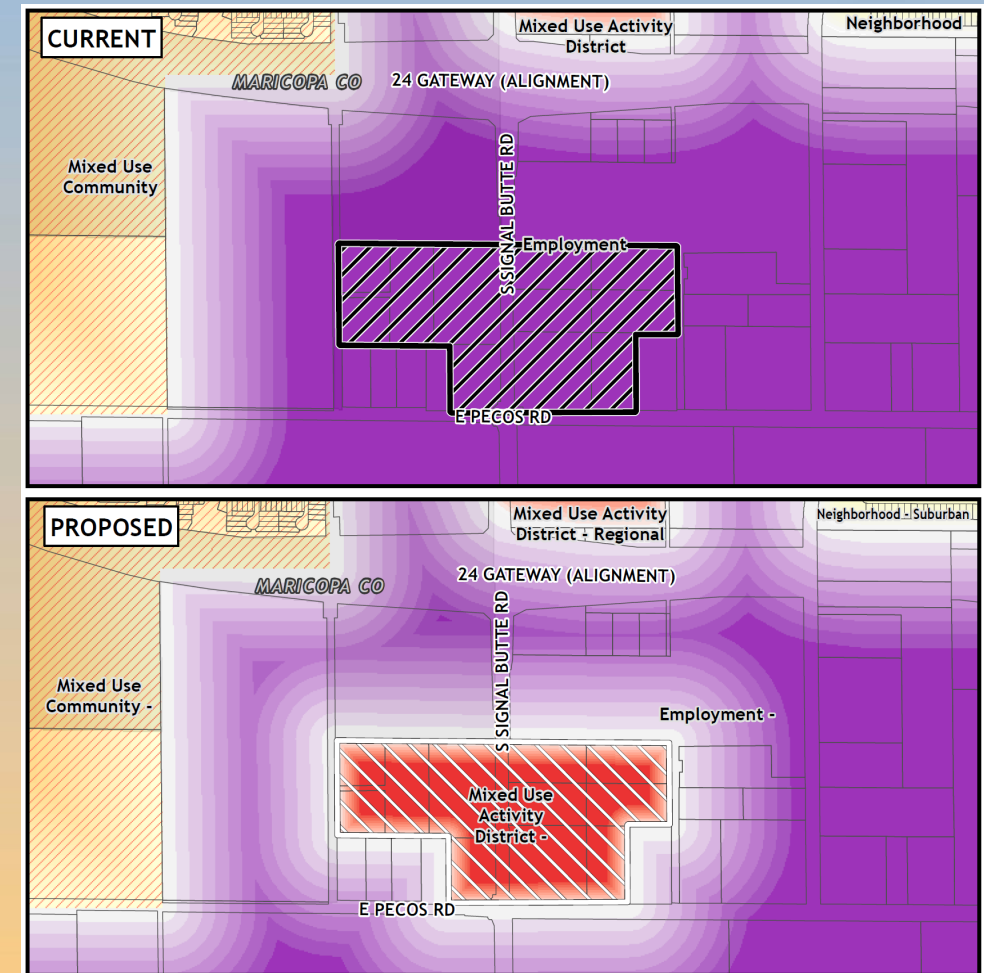 CURRENT
Mixed Use Activity
District
Neighborhood
MARICOPA CO
24 GATEWAY (ALIGNMENT)
Mixed Use
Community
S SIGNAL BUTTE RD
Employment
E PECOS RD
PROPOSED
Mixed Use Activity
District - Regional
Neighborhood - Suburban
24 GATEWAY (ALIGNMENT)
MARICOPA CO
S SIGNAL BUTTE RD
Mixed Use
Community -
Employment -
Mixed Use
Activity
District -
E PECOS RD